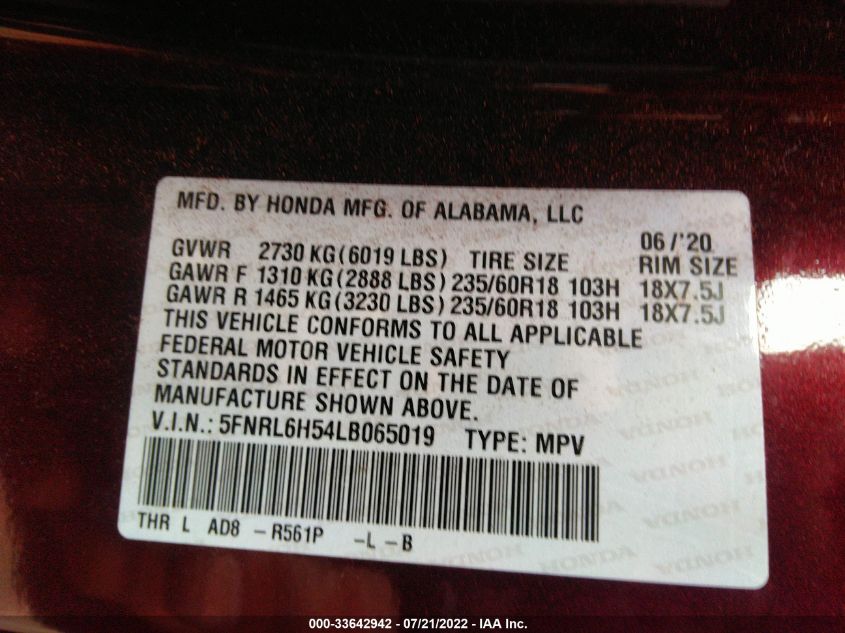 MFD. BY HONDA MFG. OF ALABAMA, LLC
06/'20
GVWR 2730 KG(6019 LBS) TIRE SIZE RIM SIZE
GAWR F 1310 KG(2888 LBS) 235/60R18 103H 18X7.5J
GAWR R 1465 KG(3230 LBS) 235/60R18 103H 18X7.5J
THIS VEHICLE CONFORMS TO ALL APPLICABLE
FEDERAL MOTOR VEHICLE SAFETY
STANDARDS IN EFFECT ON THE DATE OF
MANUFACTURE SHOWN ABOVE.
V.I.N.: 5FNRL6H54LB065019 TYPE: MPV
THR L AD8 - R561P -L-B
HONDA
000-33642942 - 07/21/2022 - IAA Inc.